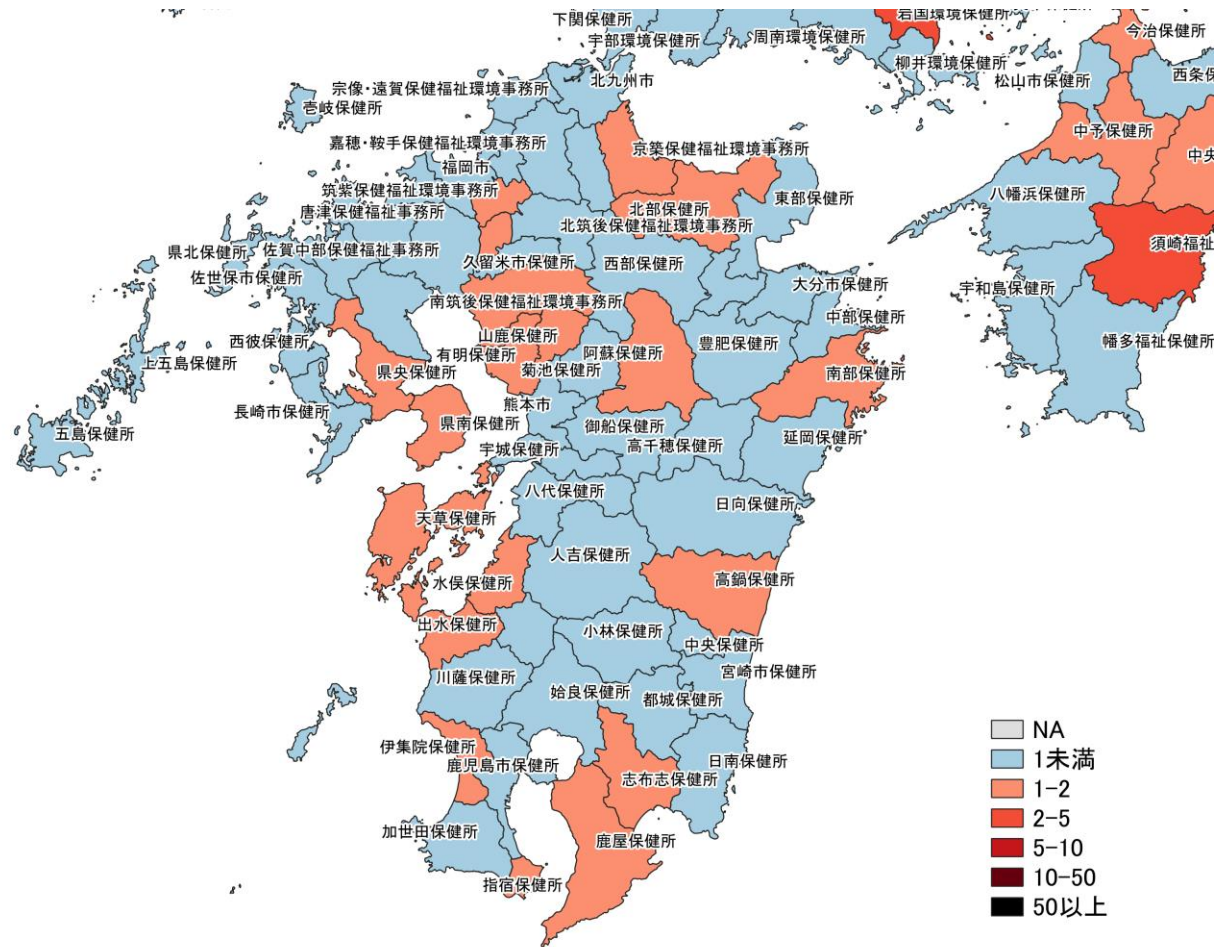 下関保健所
岩国環境保健所
宇部環境保健所
周南環境保健所
今治保健所
柳井環境保健所
松山市保健所
西条保
北九州市
宗像・遠賀保健福祉環境事務所
壱岐保健所
嘉穂・鞍手保健福祉環境事務所
京築保健福祉環境事務所
中予保健所
中央
福岡市
筑紫保健福祉環境事務所
東部保健所
八幡浜保健所
唐津保健福祉事務所
北部保健所
北筑後保健福祉環境事務所
県北保健所
佐賀中部保健福祉事務所
須崎福祉
佐世保市保健所
久留米市保健所
西部保健所
大分市保健所
宇和島保健所
南筑後保健福祉環境事務所
中部保健所
山鹿保健所
西彼保健所
豊肥保健所
幡多福祉保健所
有明保健所
阿蘇保健所
上五島保健所
菊池保健所
県央保健所
南部保健所
熊本市
長崎市保健所
県南保健所
御船保健所
五島保健所
延岡保健所
宇城保健所
高千穂保健所
八代保健所
日向保健所
天草保健所
人吉保健所
水俣保健所
高鍋保健所
出水保健所
小林保健所
中央保健所
宮崎市保健所
川薩保健所
姶良保健所
都城保健所
伊集院保健所
鹿児島市保健所
日南保健所
志布志保健所
加世田保健所
鹿屋保健所
指宿保健所
NA
1未満
1-2
2-5
5-10
10-50
50以上